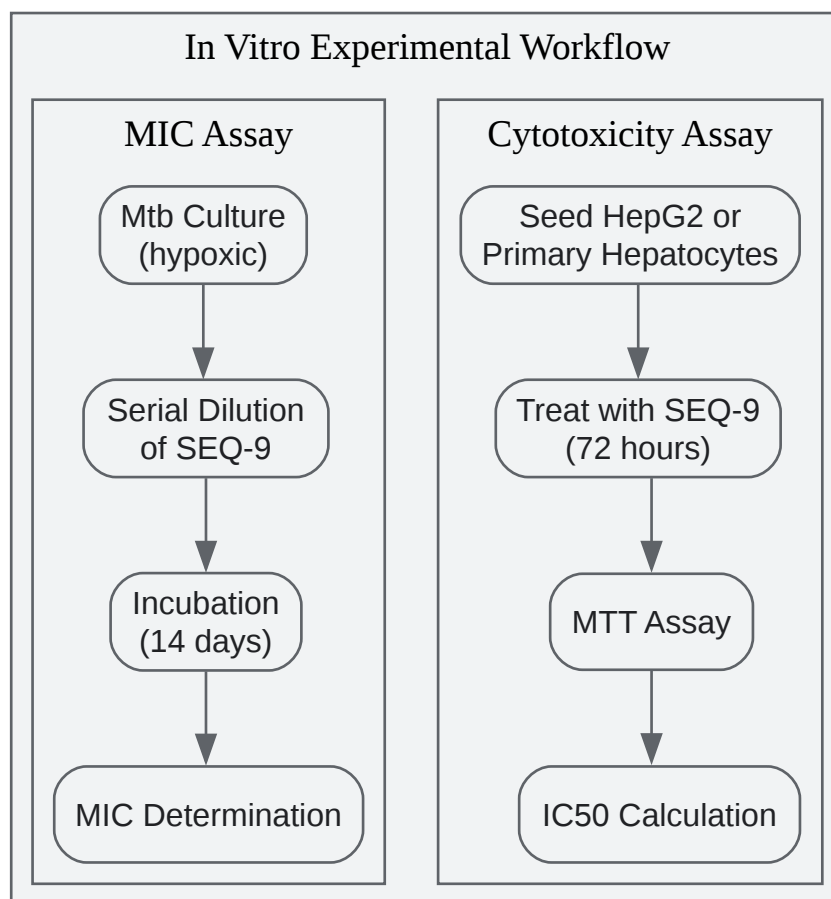 In Vitro Experimental Workflow
MIC Assay
Mtb Culture
(hypoxic)
Serial Dilution
of SEQ-9
Incubation
(14 days)
MIC Determination
Cytotoxicity Assay
Seed HepG2 or
Primary Hepatocytes
Treat with SEQ-9
(72 hours)
MTT Assay
IC50 Calculation